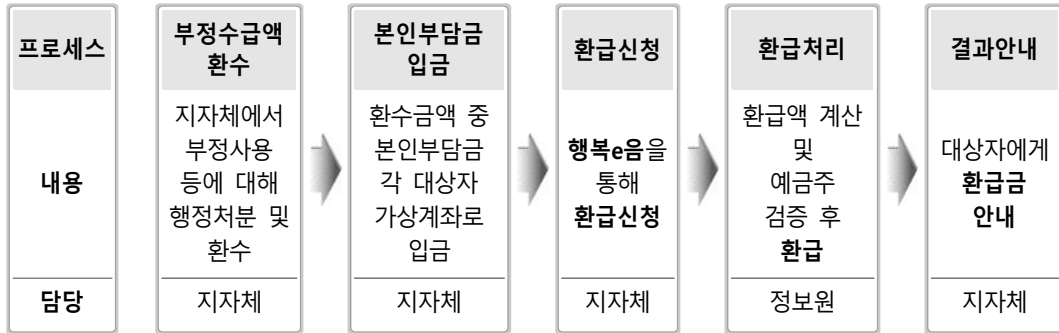 프로세스
내용
담당
부정수급액
환수
지자체에서
부정사용
등에 대해
행정처분 및
환수
지자체
본인부담금
입금
환수금액 중
본인부담금
각 대상자
가상계좌로
입금
지자체
환급신청
행복e음을
통해
환급신청
지자체
환급처리
환급액 계산
및
예금주
검증 후
환급
정보원
결과안내
대상자에게
환급금
안내
지자체